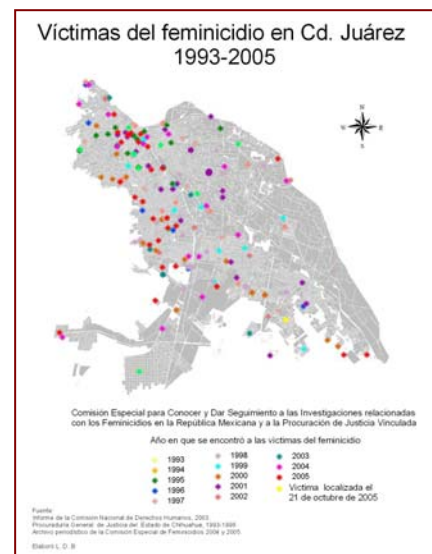 Víctimas del feminicidio en Cd. Juárez
1993-2005
N
W
E
S
Comisión Especial para Conocer y Dar Seguimiento a las Investigaciones relacionadas
con los Feminicidios en la República Mexicana y a la Procuración de Justicia Vinculada
Año en que se encontró a las víctimas del feminicidio
1993
1994
1995
1996
1997
1998
1999
2000
2001
2002
2003
2004
2005
Víctima localizada el
21 de octubre de 2005
Fuente:
Informe de la Comisión Nacional de Derechos Humanos, 2003.
Procuraduría General de Justicia del Estado de Chihuahua, 1993-1998
Archivo periodístico de la Comisión Especial de Feminicidios 2004 y 2005.
Elaboró L. D. B